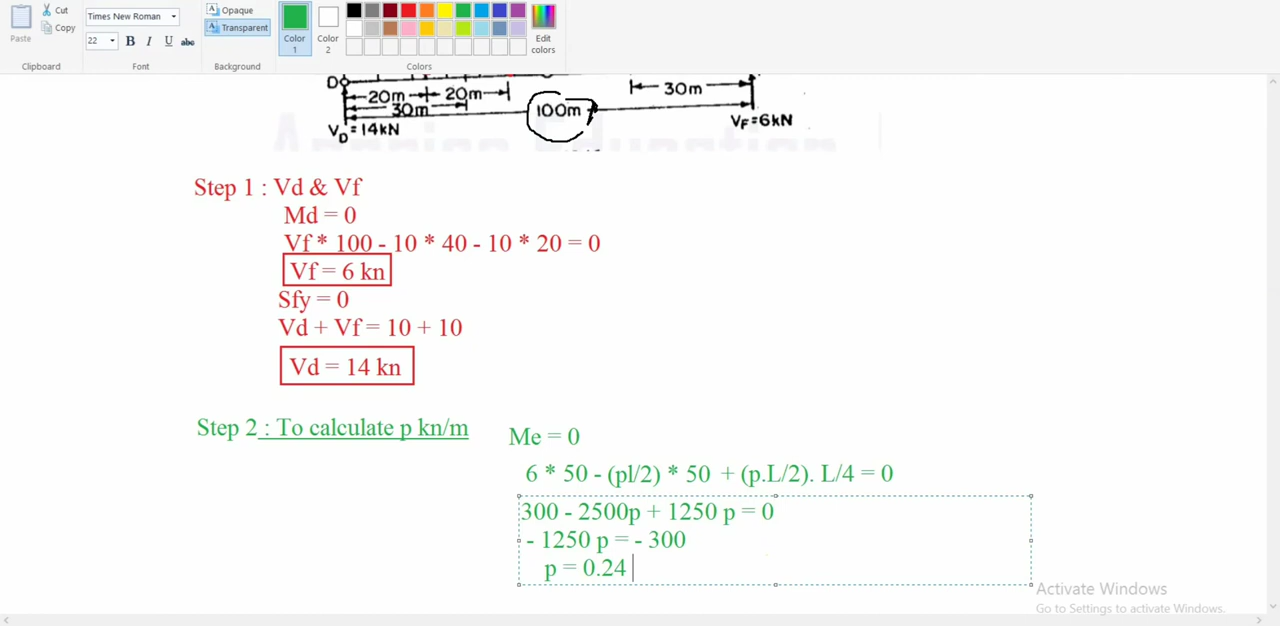 Paste
Cut
Copy
Times New Roman
22
B I U abc
Opaque
Transparent
Color 1
Color 2
Edit colors
Clipboard
Font
Background
Colors
D
20m 20m
30m
100m
30m
VD = 14KN
VF = 6KN
Step 1 : Vd & Vf
Md = 0
Vf * 100 - 10 * 40 - 10 * 20 = 0
Vf = 6 kn
Sfy = 0
Vd + Vf = 10 + 10
Vd = 14 kn
Step 2 : To calculate p kn/m
Me = 0
6 * 50 - (pl/2) * 50 + (p.L/2). L/4 = 0
300 - 2500p + 1250 p = 0
- 1250 p = - 300
p = 0.24
Activate Windows
Go to Settings to activate Windows.